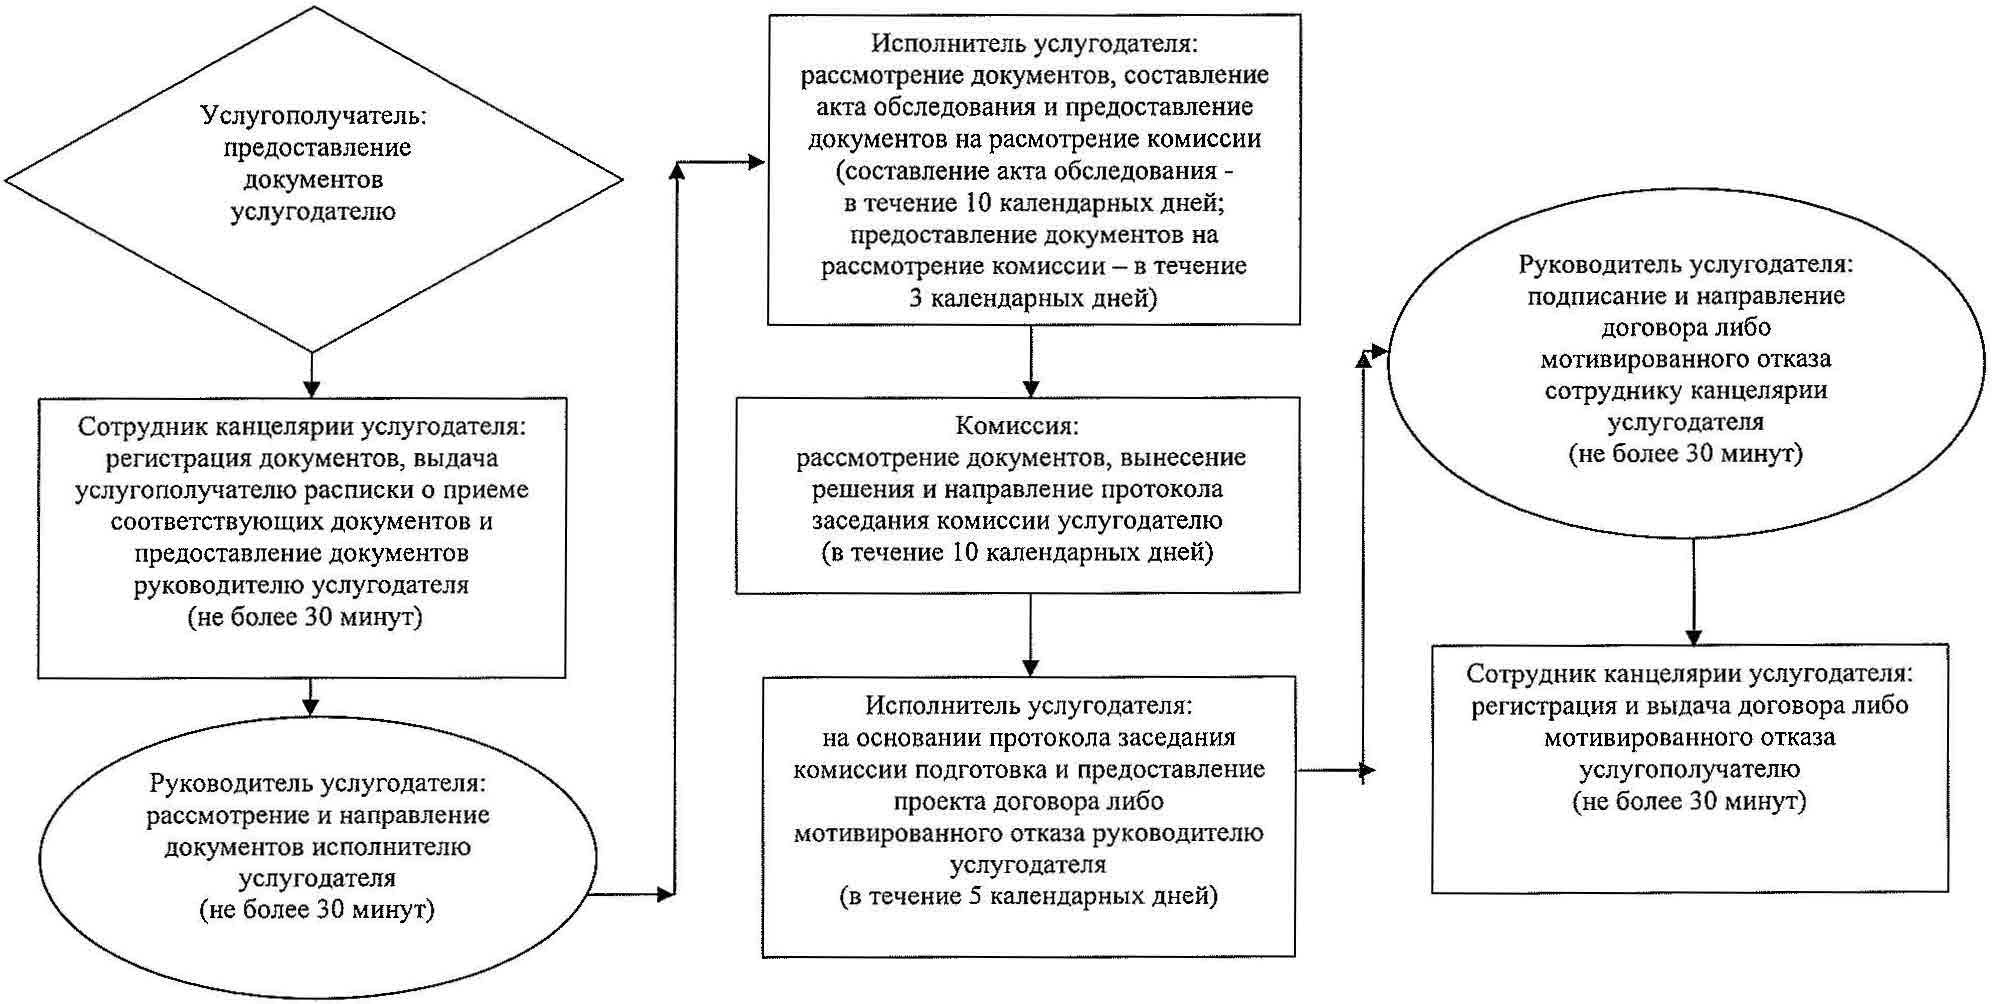 Услугополучатель:
предоставление
документов
услугодателю
Сотрудник канцелярии услугодателя:
регистрация документов, выдача
услугополучателю расписки о приеме
соответствующих документов и
предоставление документов
руководителю услугодателя
(не более 30 минут)
Руководитель услугодателя:
рассмотрение и направление
документов исполнителю
услугодателя
(не более 30 минут)
Исполнитель услугодателя:
рассмотрение документов, составление
акта обследования и предоставление
документов на расмотрение комиссии
(составление акта обследования -
в течение 10 календарных дней;
предоставление документов на
рассмотрение комиссии – в течение
3 календарных дней)
Комиссия:
рассмотрение документов, вынесение
решения и направление протокола
заседания комиссии услугодателю
(в течение 10 календарных дней)
Исполнитель услугодателя:
на основании протокола заседания
комиссии подготовка и предоставление
проекта договора либо
мотивированного отказа руководителю
услугодателя
(в течение 5 календарных дней)
Руководитель услугодателя:
подписание и направление
договора либо
мотивированного отказа
сотруднику канцелярии
услугодателя
(не более 30 минут)
Сотрудник канцелярии услугодателя:
регистрация и выдача договора либо
мотивированного отказа
услугополучателю
(не более 30 минут)